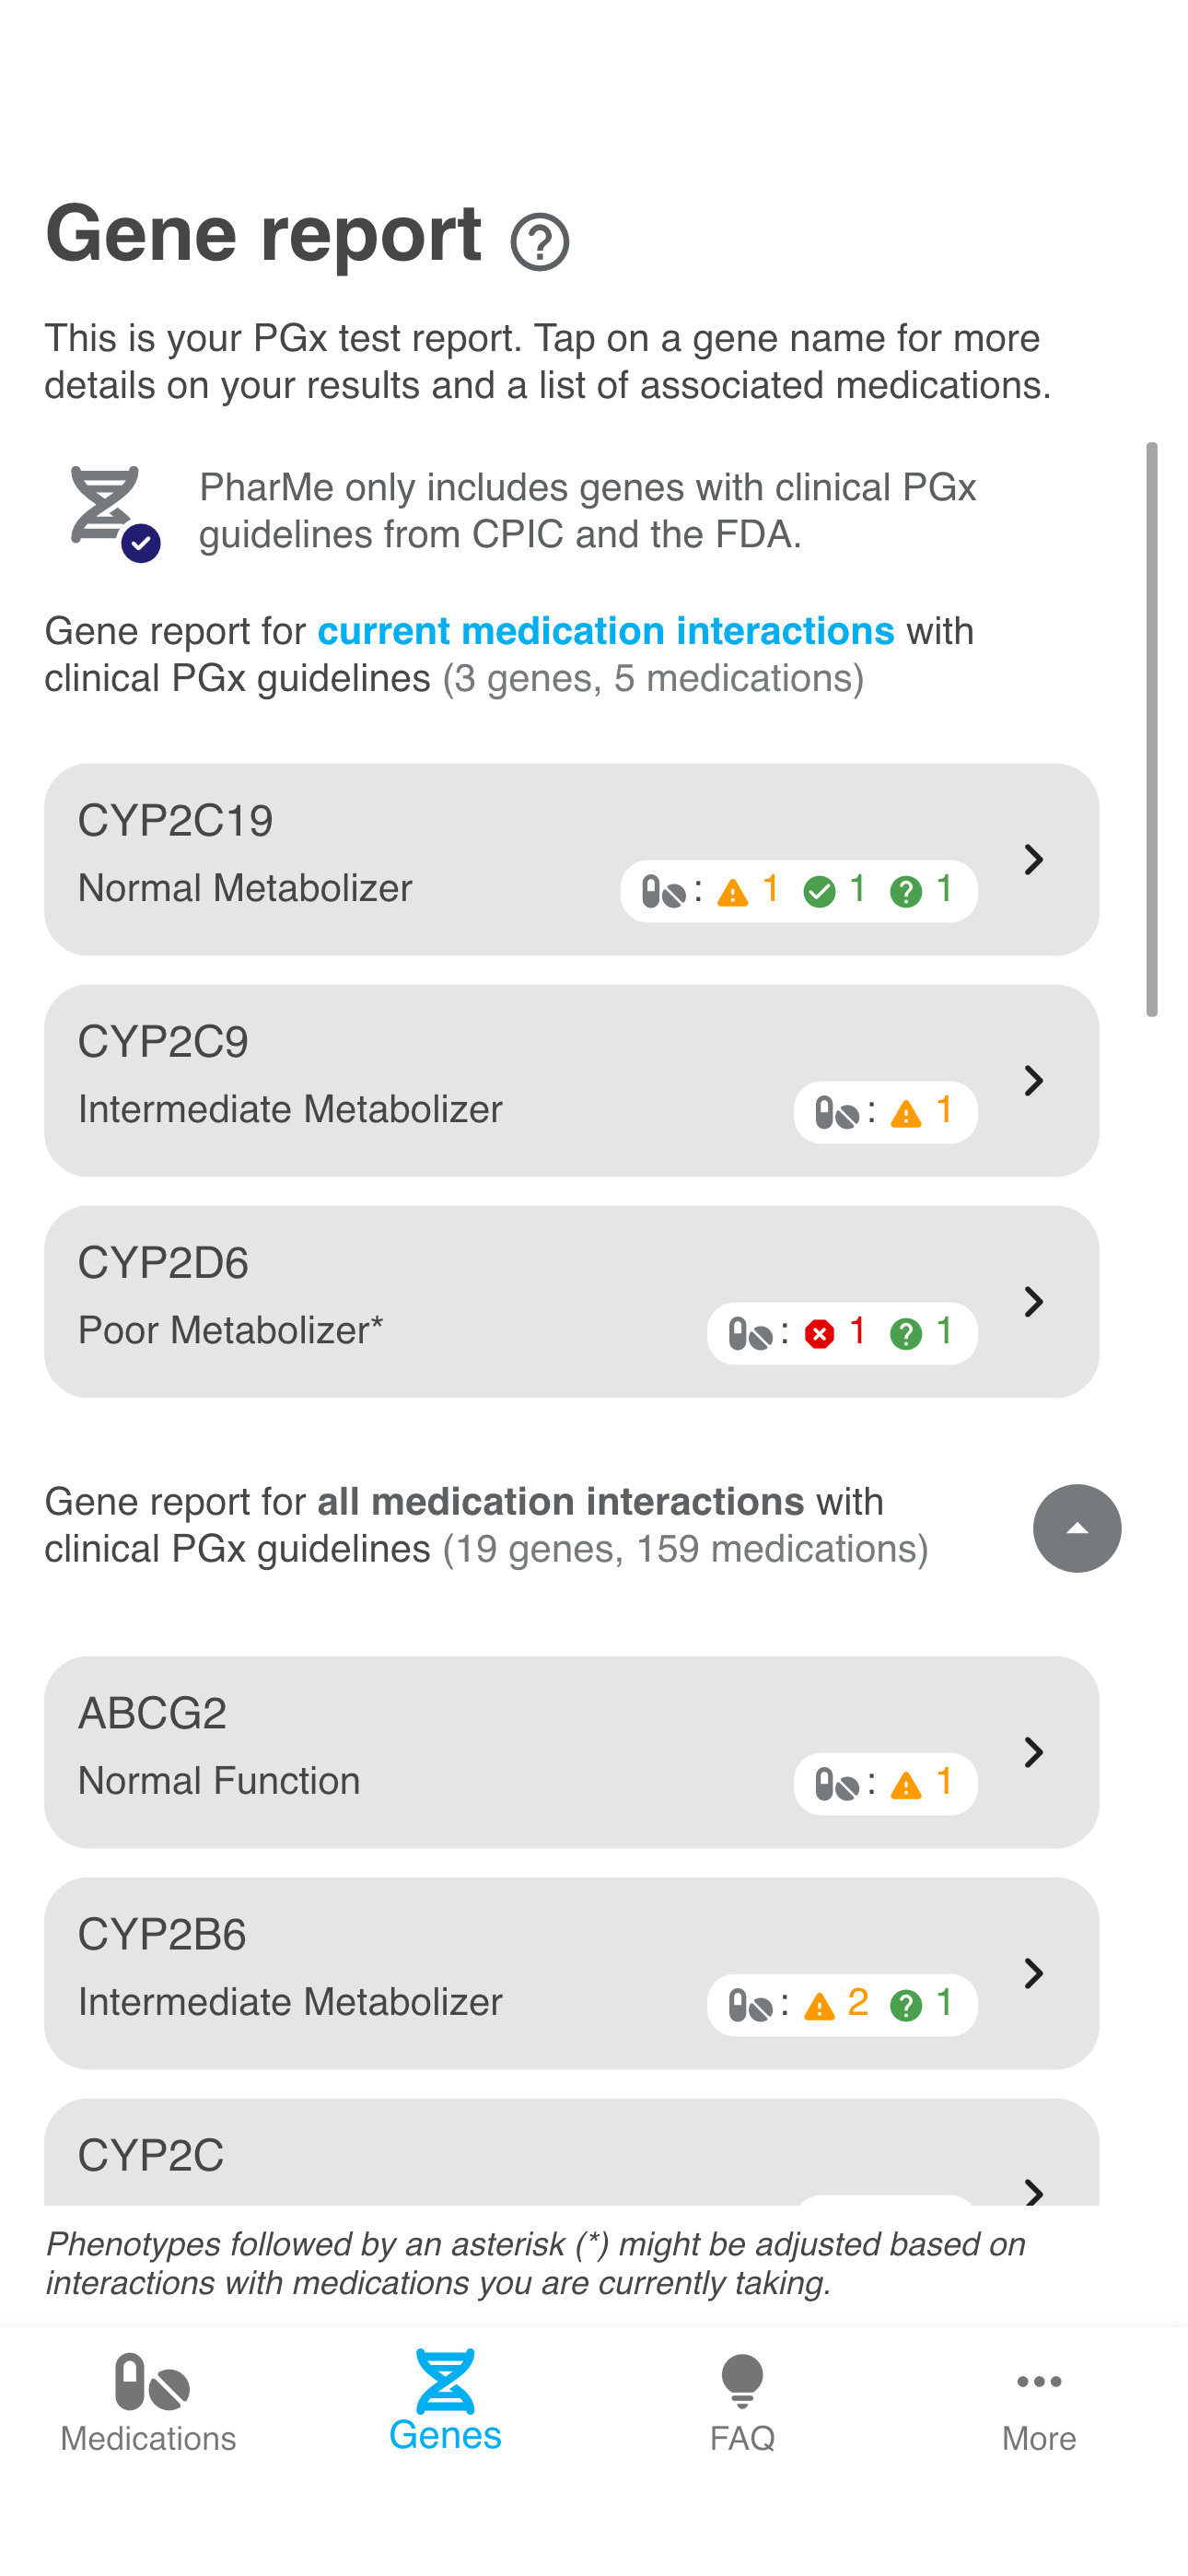 Gene report ?
This is your PGx test report. Tap on a gene name for more
details on your results and a list of associated medications.
PharMe only includes genes with clinical PGx
guidelines from CPIC and the FDA.
Gene report for current medication interactions with
clinical PGx guidelines (3 genes, 5 medications)
CYP2C19
Normal Metabolizer : ! 1 1 ? 1
CYP2C9
Intermediate Metabolizer : ! 1
CYP2D6
Poor Metabolizer* : 1 ? 1
Gene report for all medication interactions with
clinical PGx guidelines (19 genes, 159 medications)
ABCG2
Normal Function : ! 1
CYP2B6
Intermediate Metabolizer : ! 2 ? 1
CYP2C
Phenotypes followed by an asterisk (*) might be adjusted based on
interactions with medications you are currently taking.
Medications Genes FAQ More